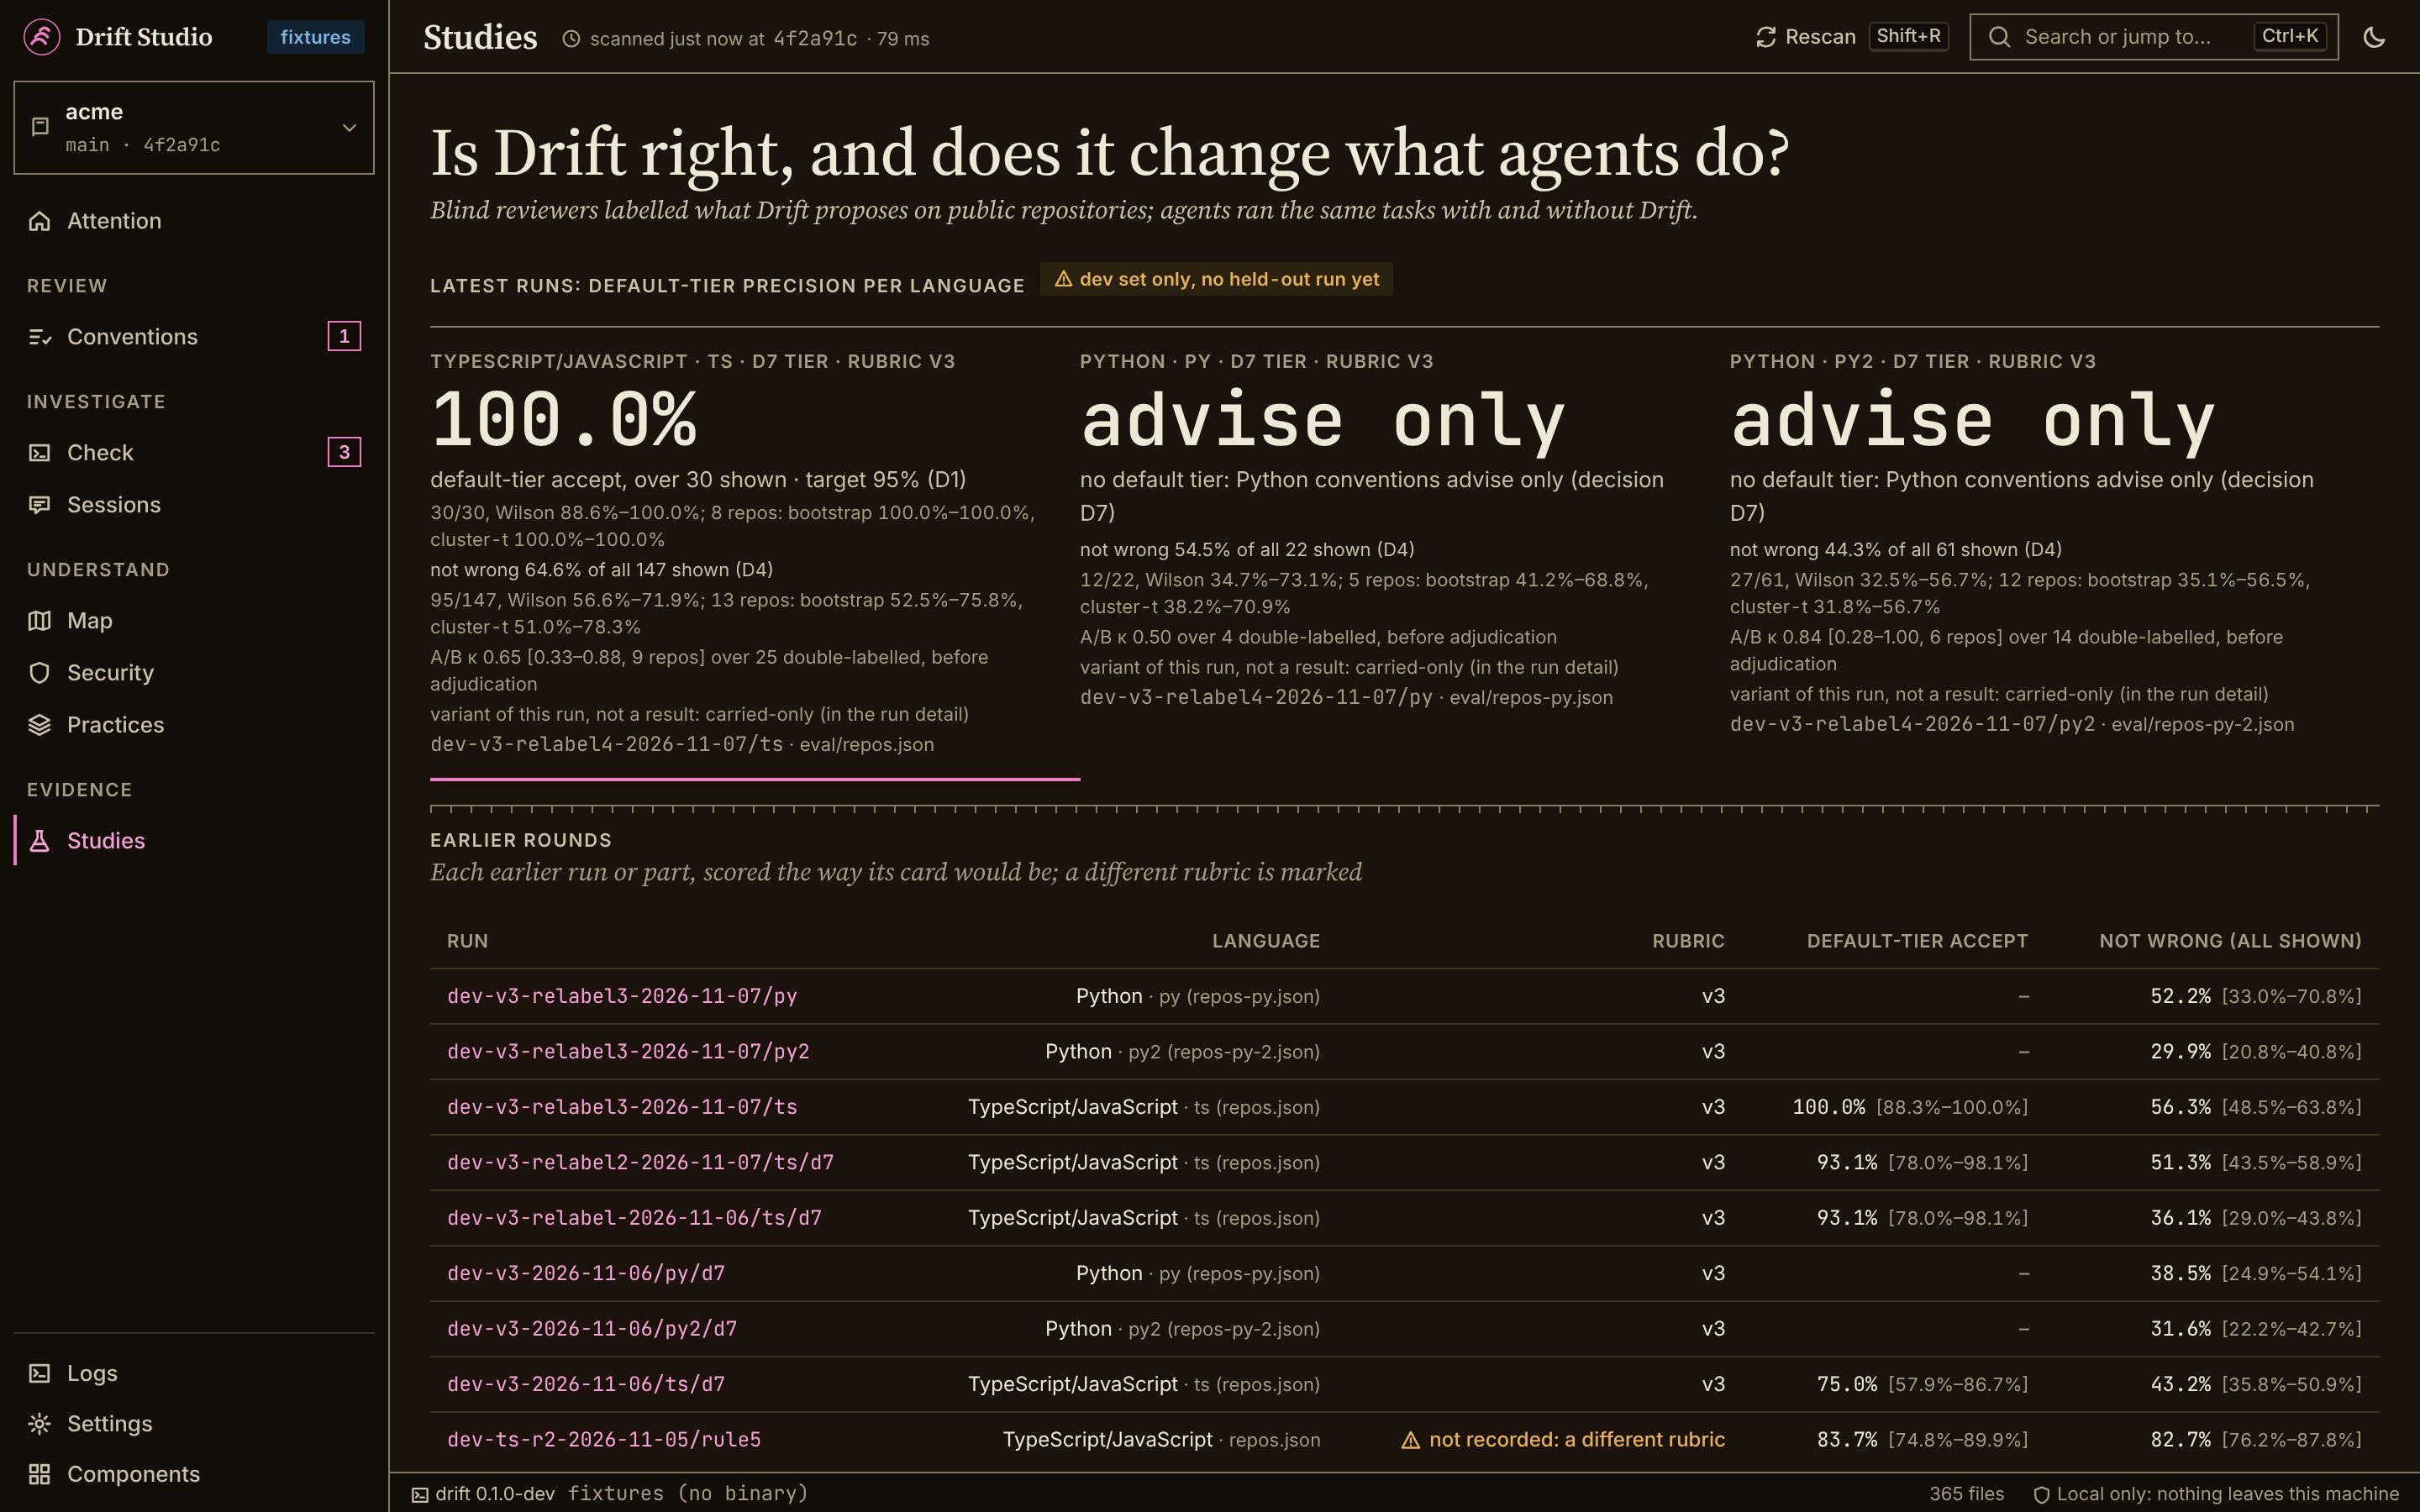 Drift Studio
fixtures
acme
main · 4f2a91c
Attention
REVIEW
Conventions 1
INVESTIGATE
Check 3
Sessions
UNDERSTAND
Map
Security
Practices
EVIDENCE
Studies
Logs
Settings
Components
Studies
scanned just now at 4f2a91c · 79 ms
Rescan Shift+R
Search or jump to... Ctrl+K
Is Drift right, and does it change what agents do?
Blind reviewers labelled what Drift proposes on public repositories; agents ran the same tasks with and without Drift.
LATEST RUNS: DEFAULT-TIER PRECISION PER LANGUAGE
dev set only, no held-out run yet
TYPESCRIPT/JAVASCRIPT · TS · D7 TIER · RUBRIC V3
100.0%
default-tier accept, over 30 shown · target 95% (D1)
30/30, Wilson 88.6%–100.0%; 8 repos: bootstrap 100.0%–100.0%,
cluster-t 100.0%–100.0%
not wrong 64.6% of all 147 shown (D4)
95/147, Wilson 56.6%–71.9%; 13 repos: bootstrap 52.5%–75.8%,
cluster-t 51.0%–78.3%
A/B κ 0.65 [0.33–0.88, 9 repos] over 25 double-labelled, before
adjudication
variant of this run, not a result: carried-only (in the run detail)
dev-v3-relabel4-2026-11-07/ts · eval/repos.json
PYTHON · PY · D7 TIER · RUBRIC V3
advise only
no default tier: Python conventions advise only (decision
D7)
not wrong 54.5% of all 22 shown (D4)
12/22, Wilson 34.7%–73.1%; 5 repos: bootstrap 41.2%–68.8%,
cluster-t 38.2%–70.9%
A/B κ 0.50 over 4 double-labelled, before adjudication
variant of this run, not a result: carried-only (in the run detail)
dev-v3-relabel4-2026-11-07/py · eval/repos-py.json
PYTHON · PY2 · D7 TIER · RUBRIC V3
advise only
no default tier: Python conventions advise only (decision
D7)
not wrong 44.3% of all 61 shown (D4)
27/61, Wilson 32.5%–56.7%; 12 repos: bootstrap 35.1%–56.5%,
cluster-t 31.8%–56.7%
A/B κ 0.84 [0.28–1.00, 6 repos] over 14 double-labelled, before
adjudication
variant of this run, not a result: carried-only (in the run detail)
dev-v3-relabel4-2026-11-07/py2 · eval/repos-py-2.json
EARLIER ROUNDS
Each earlier run or part, scored the way its card would be; a different rubric is marked
RUN LANGUAGE RUBRIC DEFAULT-TIER ACCEPT NOT WRONG (ALL SHOWN)
dev-v3-relabel3-2026-11-07/py Python · py (repos-py.json) v3 – 52.2% [33.0%–70.8%]
dev-v3-relabel3-2026-11-07/py2 Python · py2 (repos-py-2.json) v3 – 29.9% [20.8%–40.8%]
dev-v3-relabel3-2026-11-07/ts TypeScript/JavaScript · ts (repos.json) v3 100.0% [88.3%–100.0%] 56.3% [48.5%–63.8%]
dev-v3-relabel2-2026-11-07/ts/d7 TypeScript/JavaScript · ts (repos.json) v3 93.1% [78.0%–98.1%] 51.3% [43.5%–58.9%]
dev-v3-relabel-2026-11-06/ts/d7 TypeScript/JavaScript · ts (repos.json) v3 93.1% [78.0%–98.1%] 36.1% [29.0%–43.8%]
dev-v3-2026-11-06/py/d7 Python · py (repos-py.json) v3 – 38.5% [24.9%–54.1%]
dev-v3-2026-11-06/py2/d7 Python · py2 (repos-py-2.json) v3 – 31.6% [22.2%–42.7%]
dev-v3-2026-11-06/ts/d7 TypeScript/JavaScript · ts (repos.json) v3 75.0% [57.9%–86.7%] 43.2% [35.8%–50.9%]
dev-ts-r2-2026-11-05/rule5 TypeScript/JavaScript · repos.json not recorded: a different rubric 83.7% [74.8%–89.9%] 82.7% [76.2%–87.8%]
drift 0.1.0-dev fixtures (no binary)
365 files
Local only: nothing leaves this machine